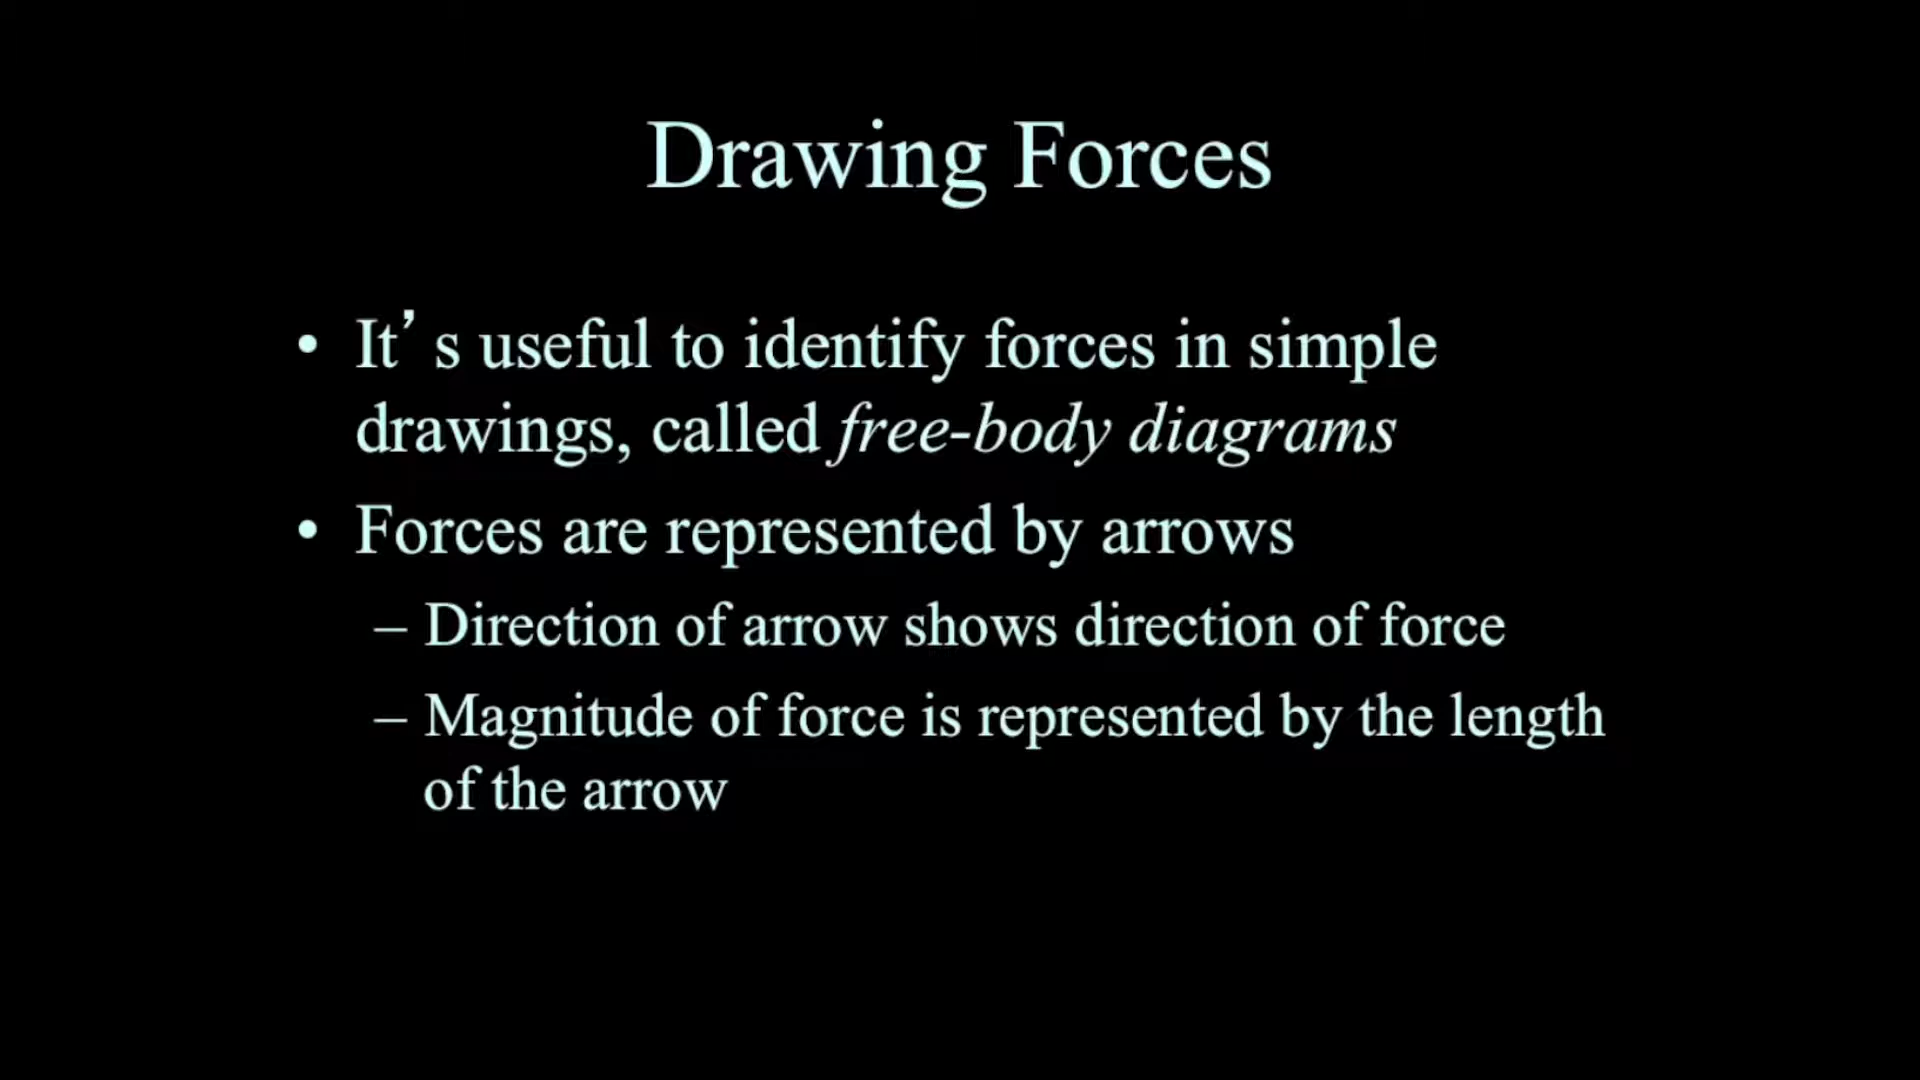 Drawing Forces
• It’s useful to identify forces in simple
drawings, called free-body diagrams
• Forces are represented by arrows
– Direction of arrow shows direction of force
– Magnitude of force is represented by the length
of the arrow